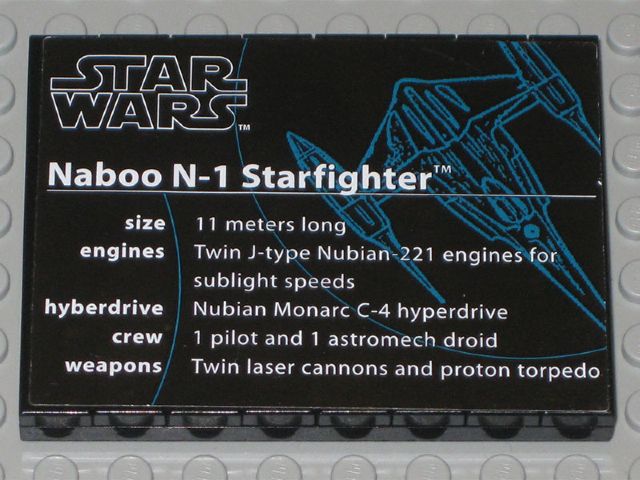 STAR
WARS™
Naboo N-1 Starfighter™
size 11 meters long
engines Twin J-type Nubian-221 engines for
sublight speeds
hyberdrive Nubian Monarc C-4 hyperdrive
crew 1 pilot and 1 astromech droid
weapons Twin laser cannons and proton torpedo